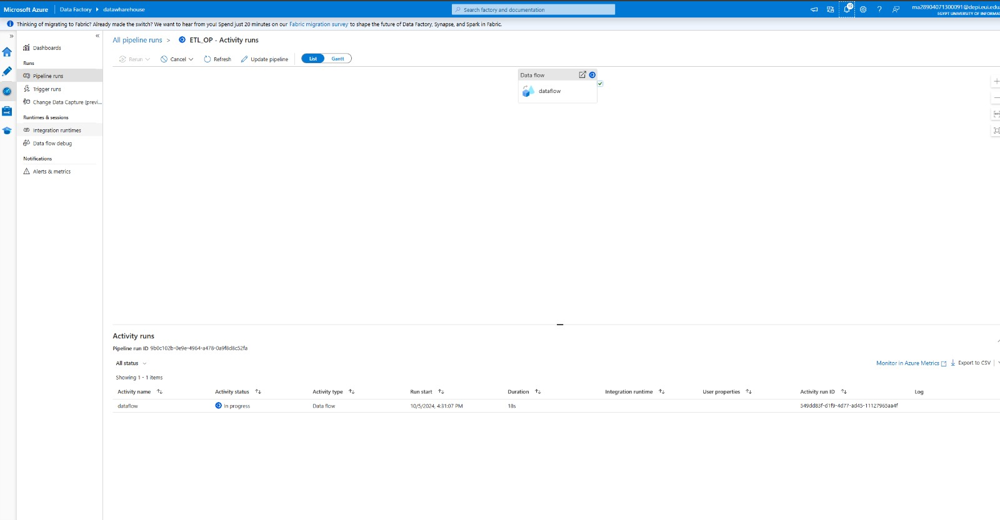 Microsoft Azure Data Factory datawharehouse Search factory and documentation ma28904071300091@depi.eui.edu.
EGYPT UNIVERSITY OF INFORMA
Thinking of migrating to Fabric? Already made the switch? We want to hear from you! Spend just 20 minutes on our Fabric migration survey to shape the future of Data Factory, Synapse, and Spark in Fabric.
Dashboards
Runs
Pipeline runs
Trigger runs
Change Data Capture (previ...
Runtimes & sessions
Integration runtimes
Data flow debug
Notifications
Alerts & metrics
All pipeline runs > ETL_OP - Activity runs
Rerun Cancel Refresh Update pipeline List Gantt
Data flow
dataflow
Activity runs
Pipeline run ID 9b0c102b-0e9e-4964-a478-0a9f8d8c52fa
All status Monitor in Azure Metrics Export to CSV
Showing 1 - 1 items
Activity name Activity status Activity type Run start Duration Integration runtime User properties Activity run ID Log
dataflow In progress Data flow 10/5/2024, 4:31:07 PM 18s 549dd83f-d1f9-4d77-ad45-11127965aa4f